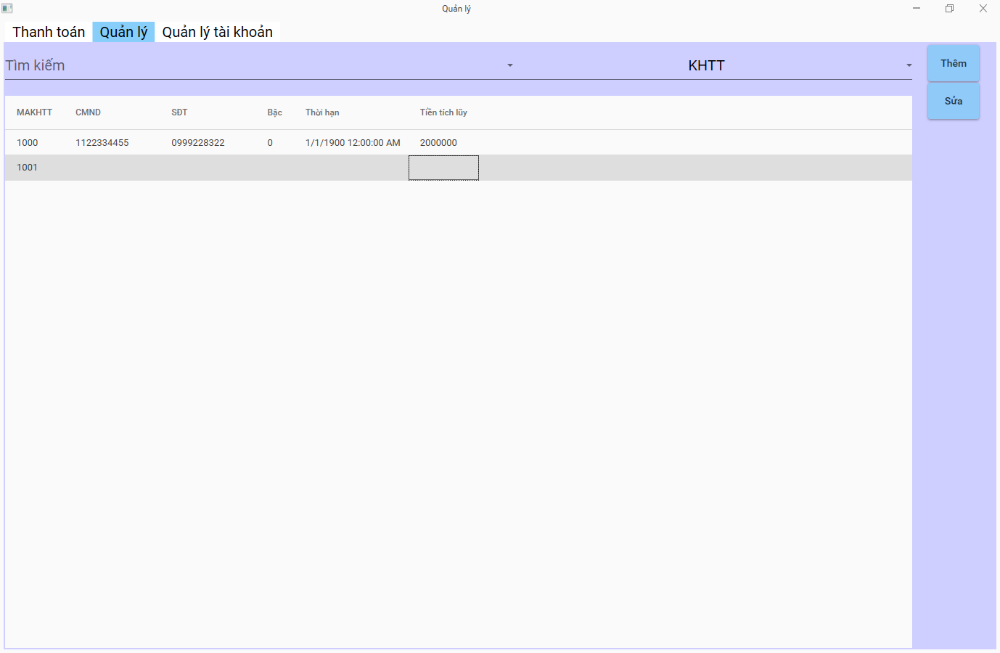 Quản lý
Thanh toán Quản lý Quản lý tài khoản
Tìm kiếm KHTT Thêm
Sửa
MAKHTT CMND SĐT Bậc Thời hạn Tiền tích lũy
1000 1122334455 0999228322 0 1/1/1900 12:00:00 AM 2000000
1001